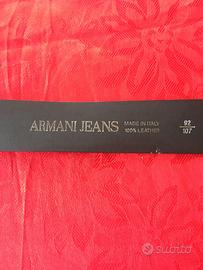 ARMANI JEANS
MADE IN ITALY
100% LEATHER
92
107
subito